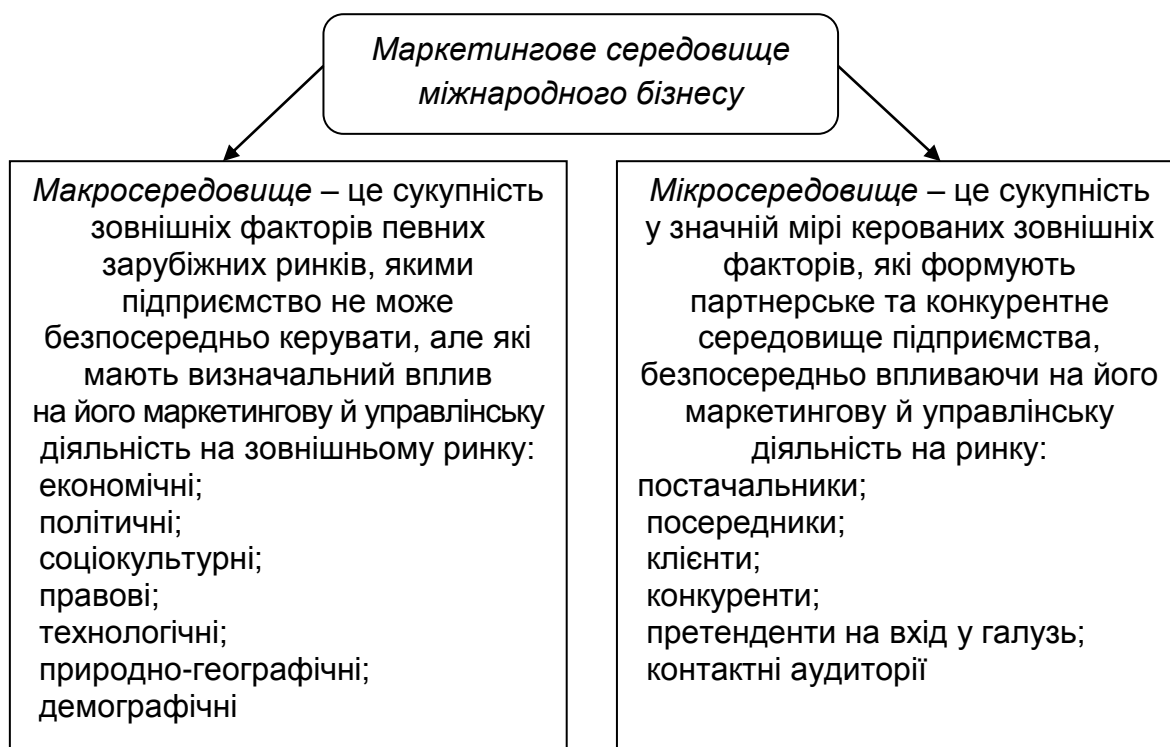 Маркетингове середовище
міжнародного бізнесу
Макросередовище – це сукупність
зовнішніх факторів певних
зарубіжних ринків, якими
підприємство не може
безпосередньо керувати, але які
мають визначальний вплив
на його маркетингову й управлінську
діяльність на зовнішньому ринку:
економічні;
політичні;
соціокультурні;
правові;
технологічні;
природно-географічні;
демографічні
Мікросередовище – це сукупність
у значній мірі керованих зовнішніх
факторів, які формують
партнерське та конкурентне
середовище підприємства,
безпосередньо впливаючи на його
маркетингову й управлінську
діяльність на ринку:
постачальники;
посередники;
клієнти;
конкуренти;
претенденти на вхід у галузь;
контактні аудиторії